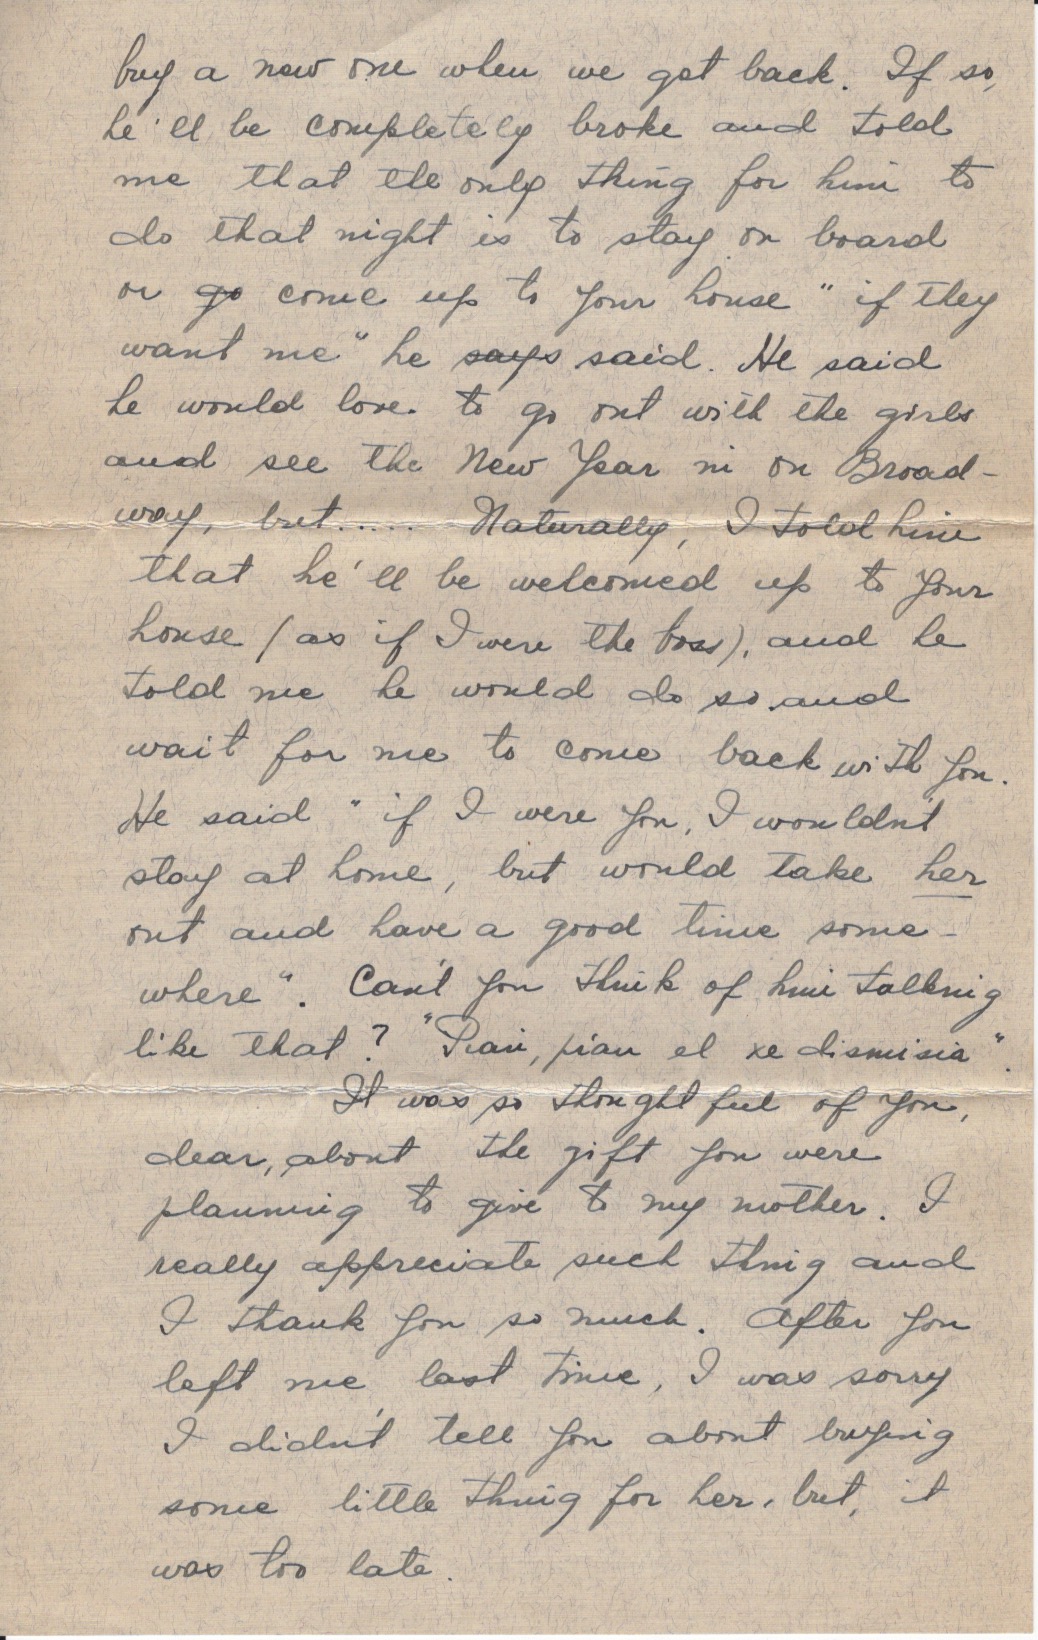 buy a new one when we get back. If so,
he'll be completely broke and told
me that the only thing for him to
do that night is to stay on board
or go come up to your house "if they
want me" he says said. He said
he would love to go out with the girls
and see the New Year in on Broad-
way, but..... Naturally, I told him
that he'll be welcomed up to your
house (as if I were the boss), and he
told me he would do so and
wait for me to come back with you.
He said "if I were you, I wouldn't
stay at home, but would take her
out and have a good time some-
where". Can't you think of him talking
like that? "Pian, pian el xe dismisia".
It was so thoughtful of you,
dear, about the gift you were
planning to give to my mother. I
really appreciate such thing and
I thank you so much. After you
left me last time, I was sorry
I didn't tell you about buying
some little thing for her, but, it
was too late.